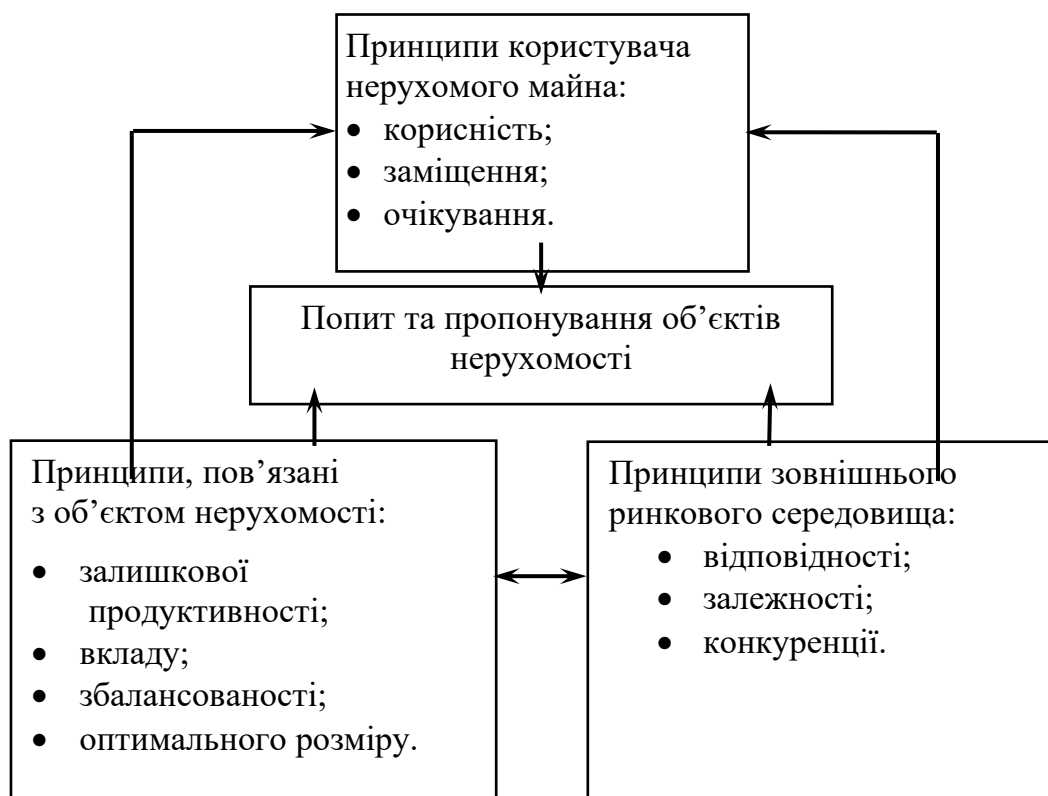 Принципи користувача
нерухомого майна:
• корисність;
• заміщення;
• очікування.
Попит та пропонування об’єктів
нерухомості
Принципи, пов’язані
з об’єктом нерухомості:
• залишкової
продуктивності;
• вкладу;
• збалансованості;
• оптимального розміру.
Принципи зовнішнього
ринкового середовища:
• відповідності;
• залежності;
• конкуренції.